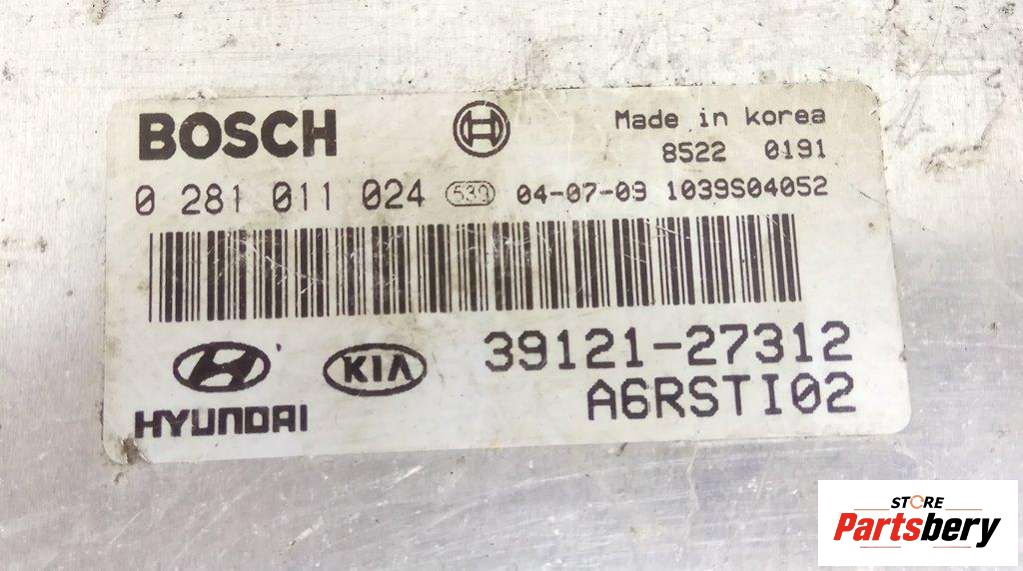 BOSCH
Made in korea
8522 0191
0 281 011 024 539 04-07-09 1039S04052
39121-27312
KIA
A6RSTI02
HYUNDAI
STORE
Partsbery